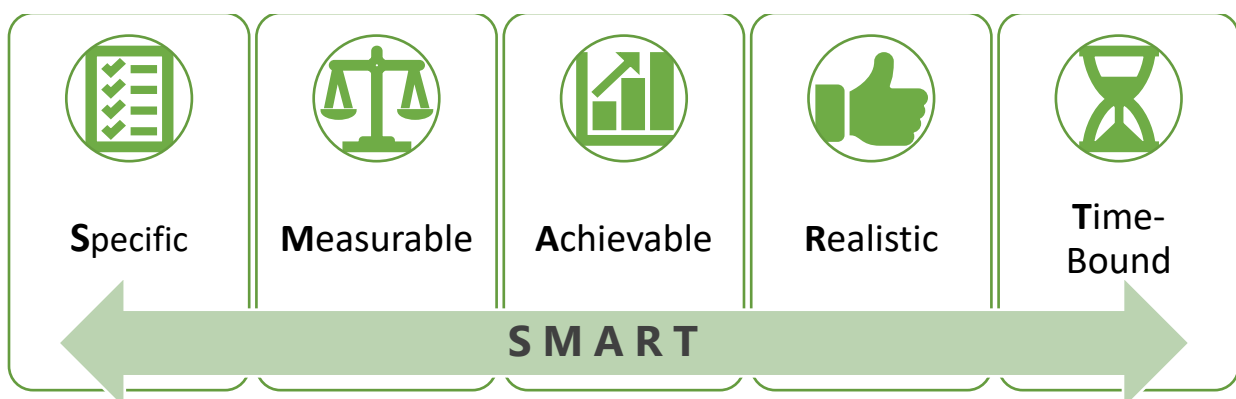 Specific
Measurable
Achievable
Realistic
Time-
Bound
SMART